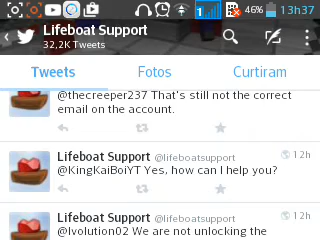 46% 13h37
Lifeboat Support
32,2K Tweets
Tweets Fotos Curtiram
@thecreeper237 That's still not the correct
email on the account.
Lifeboat Support @lifeboatsupport 12h
@KingKaiBoiYT Yes, how can I help you?
Lifeboat Support @lifeboatsupport 12h
@Ivolution02 We are not unlocking the